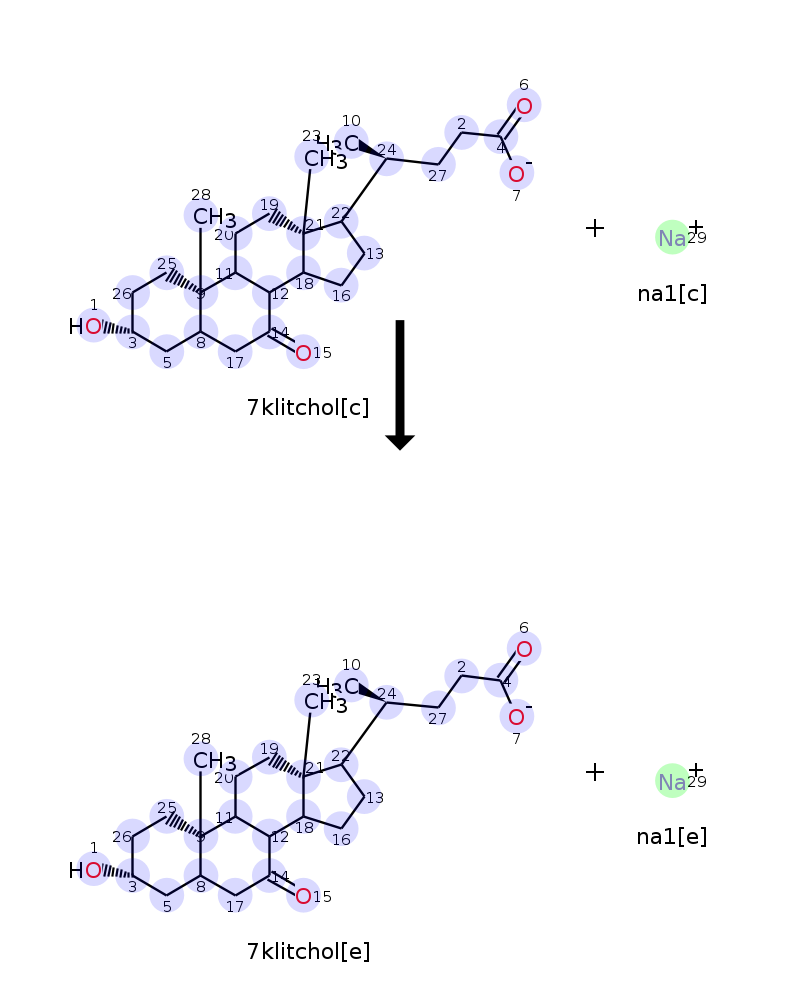 6
O
10
H3C
2
4
23
CH3
24
27
O-
7
28
CH3
19
20
22
21
+
Na+
29
13
25
11
18
26
9
12
16
na1[c]
1
HO
3
8
14
O 15
5
17
7klitchol[c]
6
O
10
H3C
2
4
23
CH3
24
27
O-
7
28
CH3
19
20
22
21
+
Na+
29
13
25
11
18
26
9
12
16
na1[e]
1
HO
3
8
14
O 15
5
17
7klitchol[e]